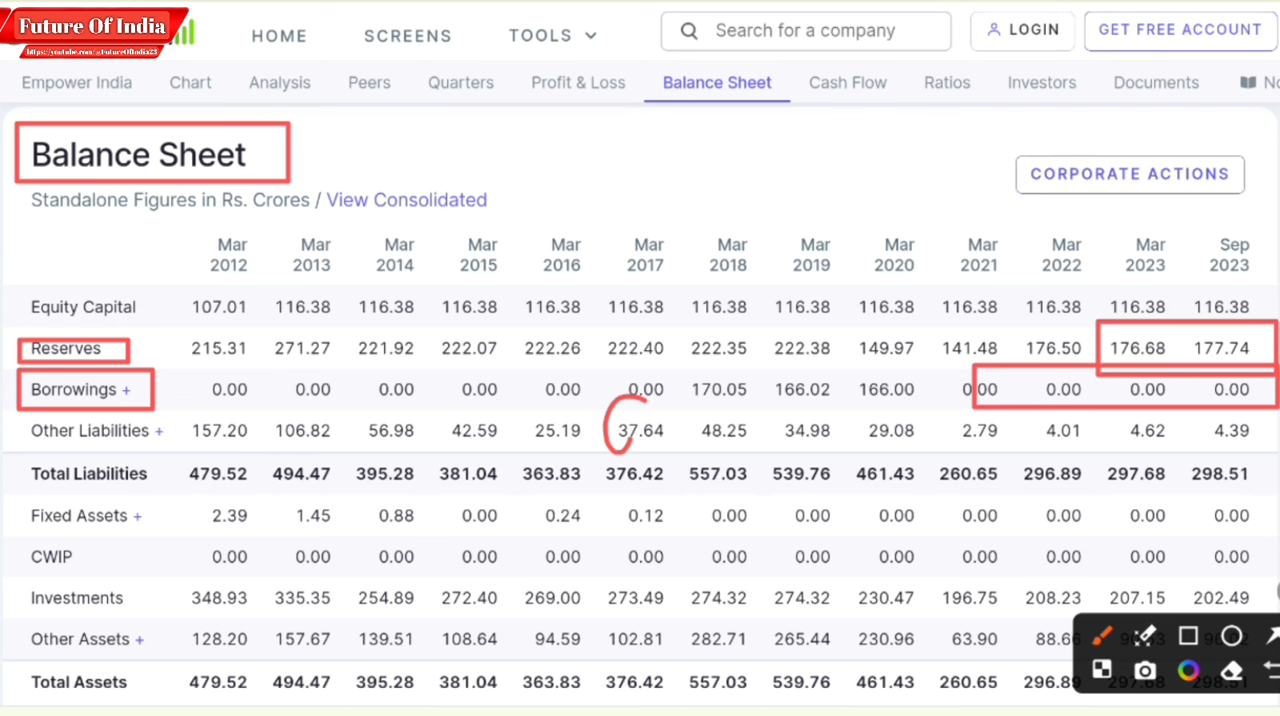 Future Of India
https://youtube.com/@FutureOfIndia23
HOME SCREENS TOOLS Search for a company LOGIN GET FREE ACCOUNT
Empower India Chart Analysis Peers Quarters Profit & Loss Balance Sheet Cash Flow Ratios Investors Documents No
Balance Sheet
CORPORATE ACTIONS
Standalone Figures in Rs. Crores / View Consolidated
Mar 2012 Mar 2013 Mar 2014 Mar 2015 Mar 2016 Mar 2017 Mar 2018 Mar 2019 Mar 2020 Mar 2021 Mar 2022 Mar 2023 Sep 2023
Equity Capital 107.01 116.38 116.38 116.38 116.38 116.38 116.38 116.38 116.38 116.38 116.38 116.38 116.38
Reserves 215.31 271.27 221.92 222.07 222.26 222.40 222.35 222.38 149.97 141.48 176.50 176.68 177.74
Borrowings + 0.00 0.00 0.00 0.00 0.00 0.00 170.05 166.02 166.00 0.00 0.00 0.00 0.00
Other Liabilities + 157.20 106.82 56.98 42.59 25.19 37.64 48.25 34.98 29.08 2.79 4.01 4.62 4.39
Total Liabilities 479.52 494.47 395.28 381.04 363.83 376.42 557.03 539.76 461.43 260.65 296.89 297.68 298.51
Fixed Assets + 2.39 1.45 0.88 0.00 0.24 0.12 0.00 0.00 0.00 0.00 0.00 0.00 0.00
CWIP 0.00 0.00 0.00 0.00 0.00 0.00 0.00 0.00 0.00 0.00 0.00 0.00 0.00
Investments 348.93 335.35 254.89 272.40 269.00 273.49 274.32 274.32 230.47 196.75 208.23 207.15 202.49
Other Assets + 128.20 157.67 139.51 108.64 94.59 102.81 282.71 265.44 230.96 63.90 88.66
Total Assets 479.52 494.47 395.28 381.04 363.83 376.42 557.03 539.76 461.43 260.65 296.89 297.68 298.51